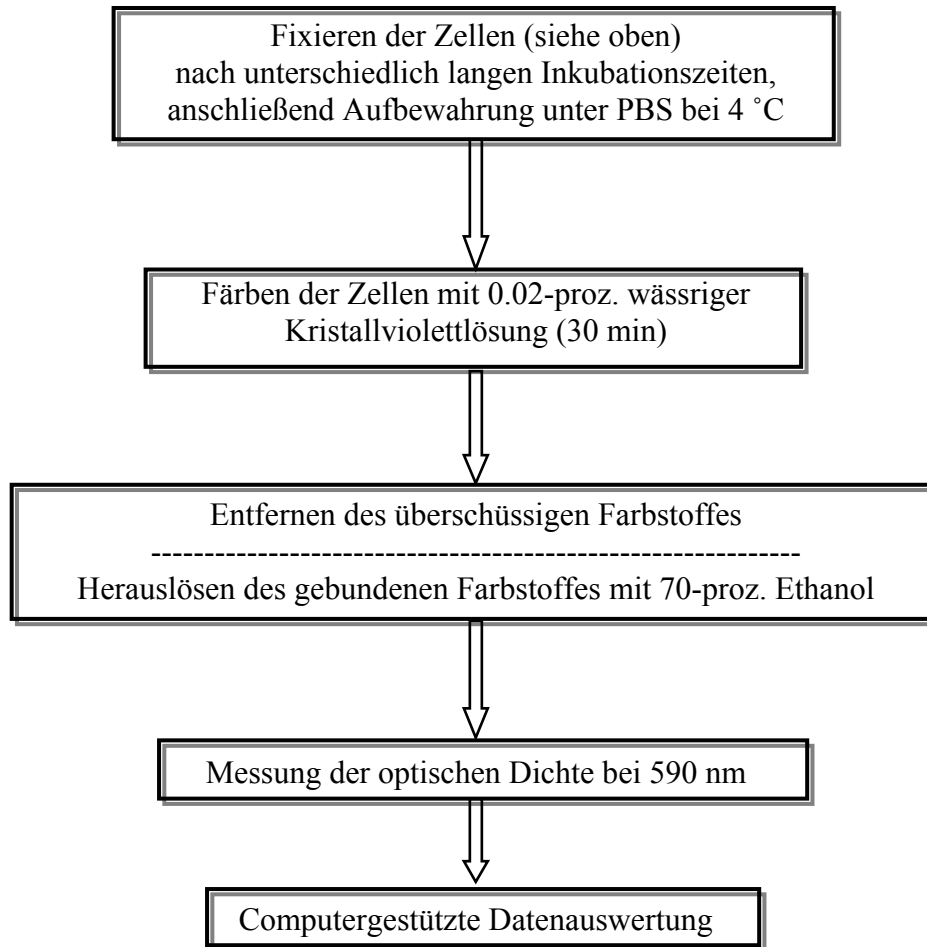 Fixieren der Zellen (siehe oben)
nach unterschiedlich langen Inkubationszeiten,
anschließend Aufbewahrung unter PBS bei 4 ˚C
Färben der Zellen mit 0.02-proz. wässriger
Kristallviolettlösung (30 min)
Entfernen des überschüssigen Farbstoffes
-------------------------------------------------------------
Herauslösen des gebundenen Farbstoffes mit 70-proz. Ethanol
Messung der optischen Dichte bei 590 nm
Computergestützte Datenauswertung